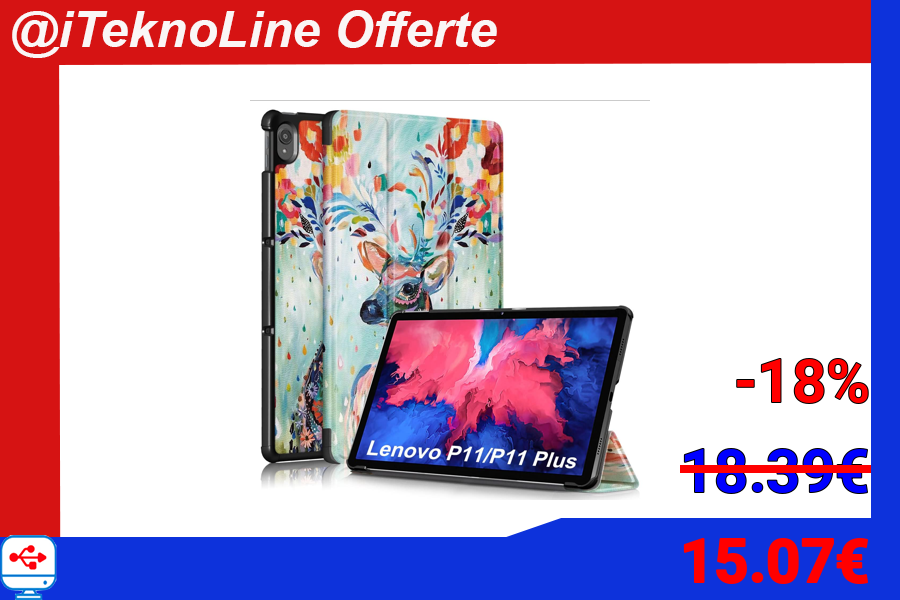 @iTeknoLine Offerte
Lenovo P11/P11 Plus
-18%
18.39€
15.07€